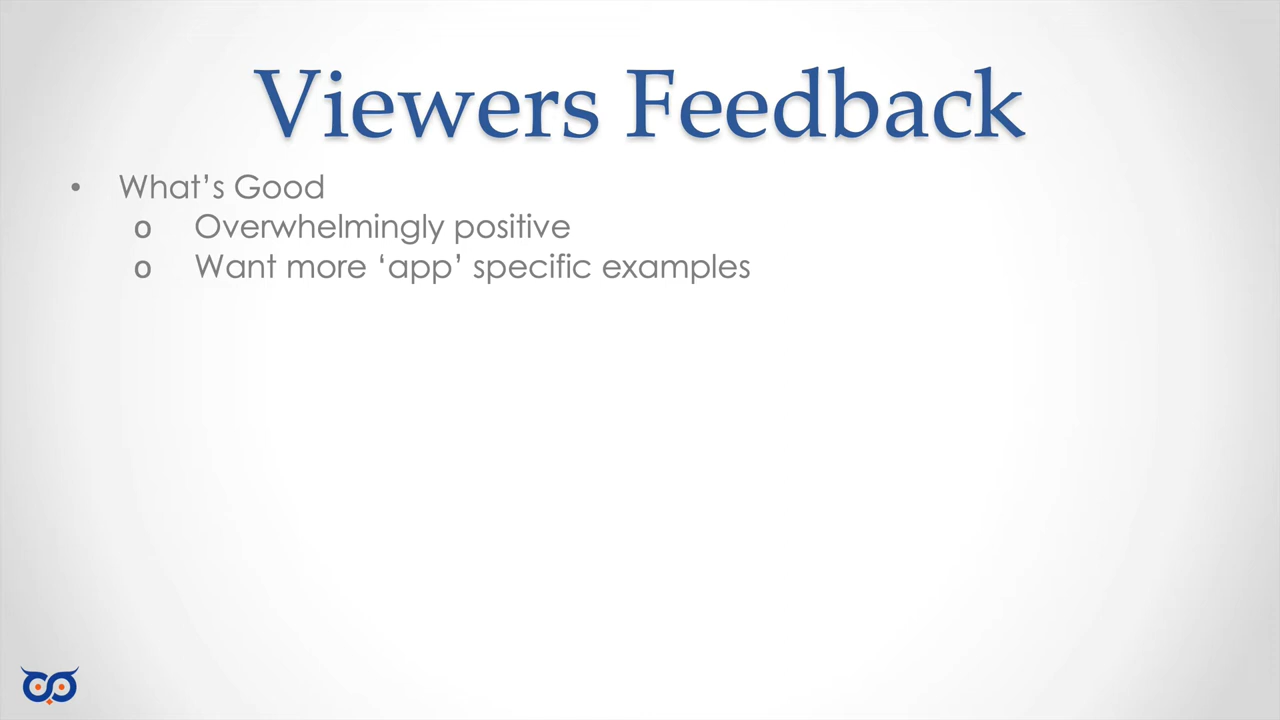 Viewers Feedback
• What’s Good
o Overwhelmingly positive
o Want more ‘app’ specific examples